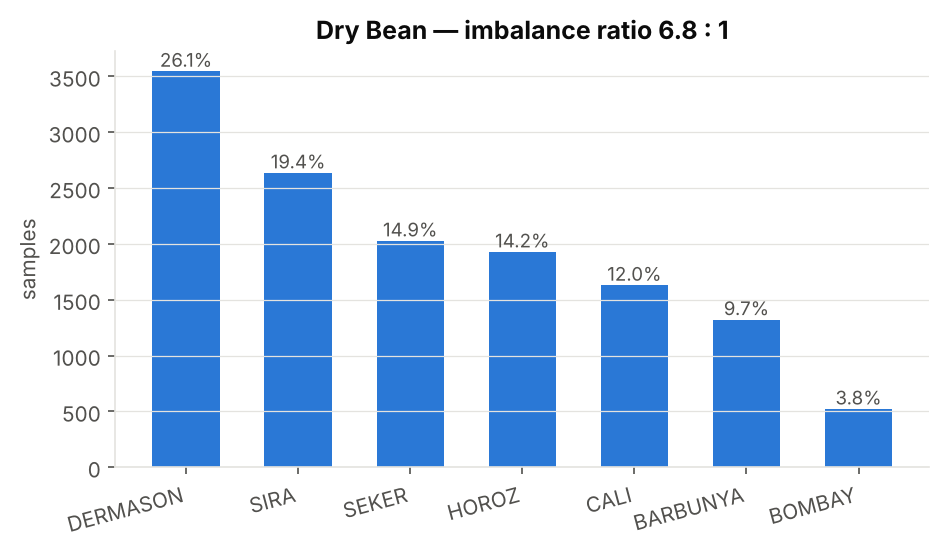 Dry Bean — imbalance ratio 6.8 : 1
samples
3500
3000
2500
2000
1500
1000
500
0
26.1%
19.4%
14.9%
14.2%
12.0%
9.7%
3.8%
DERMASON
SIRA
SEKER
HOROZ
CALI
BARBUNYA
BOMBAY